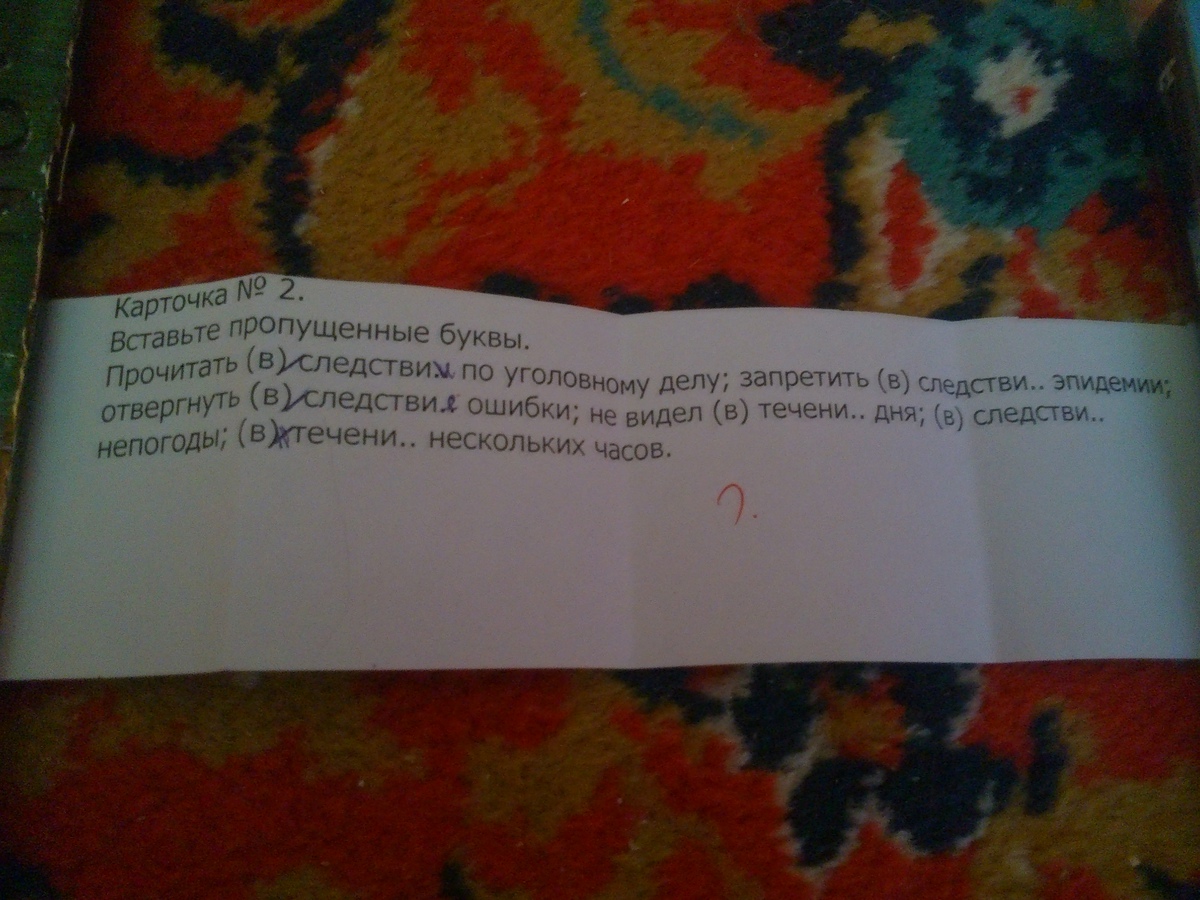 Карточка № 2.
Вставьте пропущенные буквы.
Прочитать (в) следстви.и по уголовному делу; запретить (в) следстви.. эпидемии;
отвергнуть (в) следстви.е ошибки; не видел (в) течени.. дня; (в) следстви..
непогоды; (в) течени.. нескольких часов.